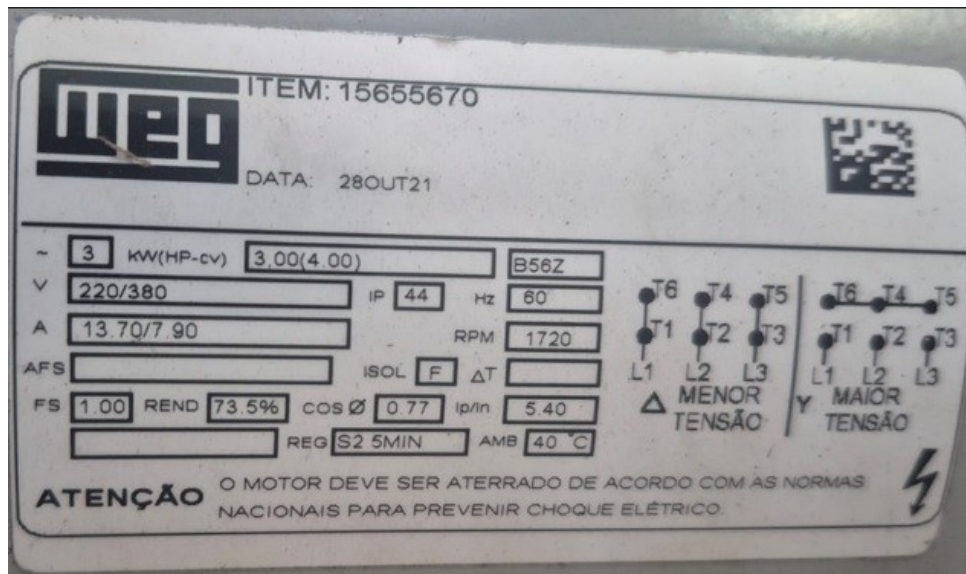 weg
ITEM: 15655670
DATA: 28OUT21
~ 3 kW(HP-cv) 3,00(4.00) B56Z
V 220/380 IP 44 Hz 60
A 13.70/7.90 RPM 1720
AFS ISOL F ΔT
FS 1.00 REND 73.5% COS Ø 0.77 Ip/In 5.40
REG S2 5MIN AMB 40 °C
T6 T4 T5
T1 T2 T3
L1 L2 L3
Δ MENOR
TENSÃO
T6 T4 T5
T1 T2 T3
L1 L2 L3
Y MAIOR
TENSÃO
ATENÇÃO O MOTOR DEVE SER ATERRADO DE ACORDO COM AS NORMAS
NACIONAIS PARA PREVENIR CHOQUE ELÉTRICO.